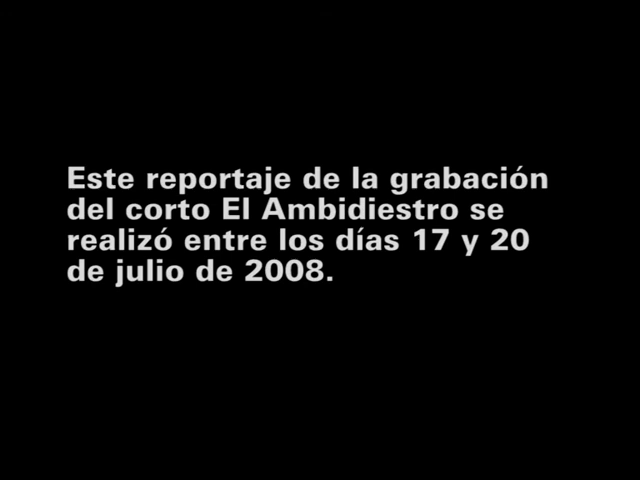 Este reportaje de la grabación
del corto El Ambidiestro se
realizó entre los días 17 y 20
de julio de 2008.